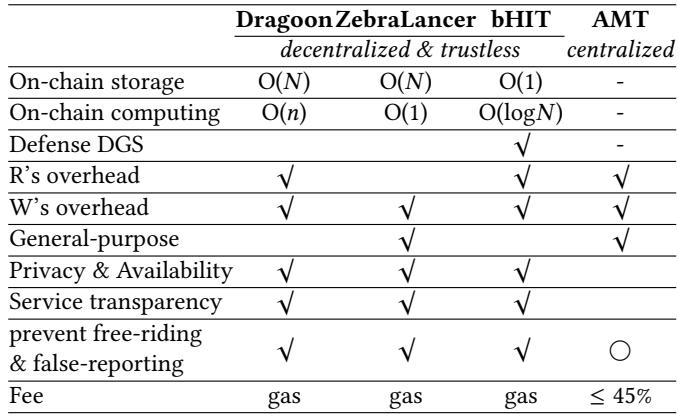 Dragoon ZebraLancer bHIT AMT
decentralized & trustless centralized
On-chain storage O(N) O(N) O(1) -
On-chain computing O(n) O(1) O(logN) -
Defense DGS √ -
R's overhead √ √ √
W's overhead √ √ √ √
General-purpose √ √
Privacy & Availability √ √ √
Service transparency √ √ √
prevent free-riding
& false-reporting √ √ √ ○
Fee gas gas gas ≤ 45%